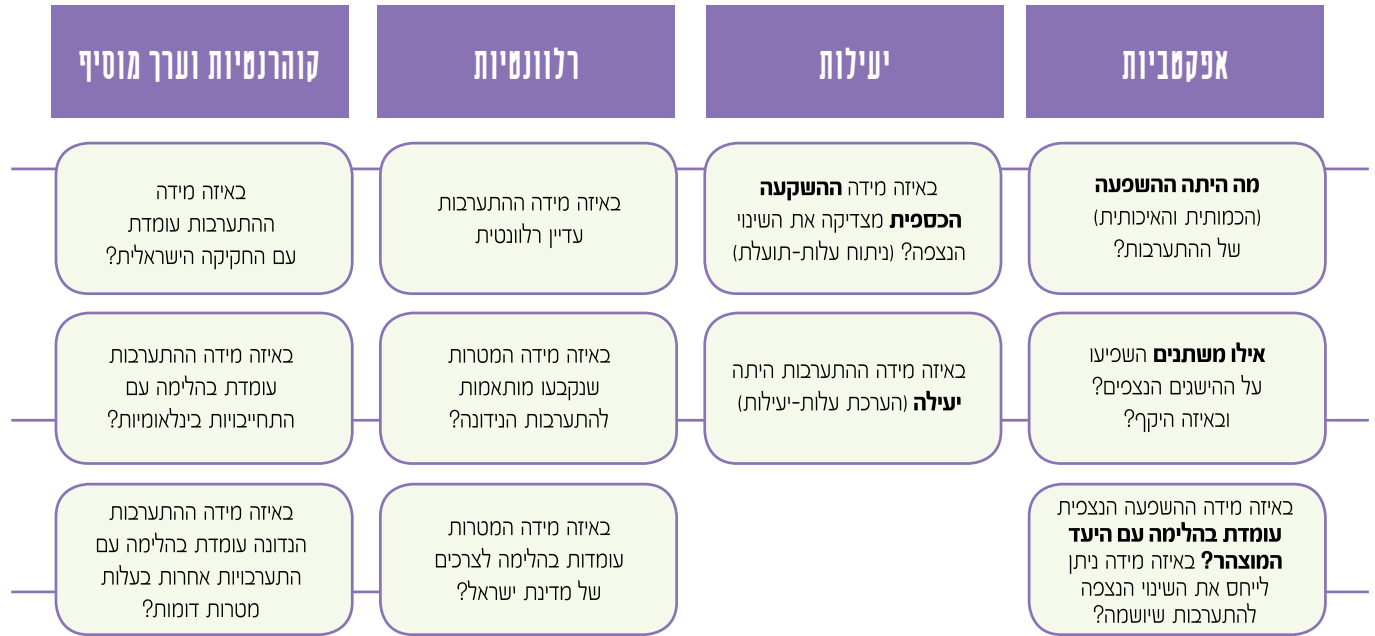 אפקטביות
מה היתה ההשפעה
(הכמותית והאיכותית)
של ההתערבות?
אילו משתנים השפיעו
על ההישגים הנצפים?
ובאיזה היקף?
באיזה מידה ההשפעה הנצפית
עומדת בהלימה עם היעד
המוצהר? באיזה מידה ניתן
לייחס את השינוי הנצפה
להתערבות שיושמה?
יעילות
באיזה מידה ההשקעה
הכספית מצדיקה את השינוי
הנצפה? (ניתוח עלות-תועלת)
באיזה מידה ההתערבות היתה
יעילה (הערכת עלות-יעילות)
רלוונטיות
באיזה מידה ההתערבות
עדיין רלוונטית
באיזה מידה המטרות
שנקבעו מותאמות
להתערבות הנידונה?
באיזה מידה המטרות
עומדות בהלימה לצרכים
של מדינת ישראל?
קוהרנטיות וערך מוסיף
באיזה מידה
ההתערבות עומדת
עם החקיקה הישראלית?
באיזה מידה ההתערבות
עומדת בהלימה עם
התחייבויות בינלאומיות?
באיזה מידה ההתערבות
הנדונה עומדת בהלימה עם
התערבויות אחרות בעלות
מטרות דומות?